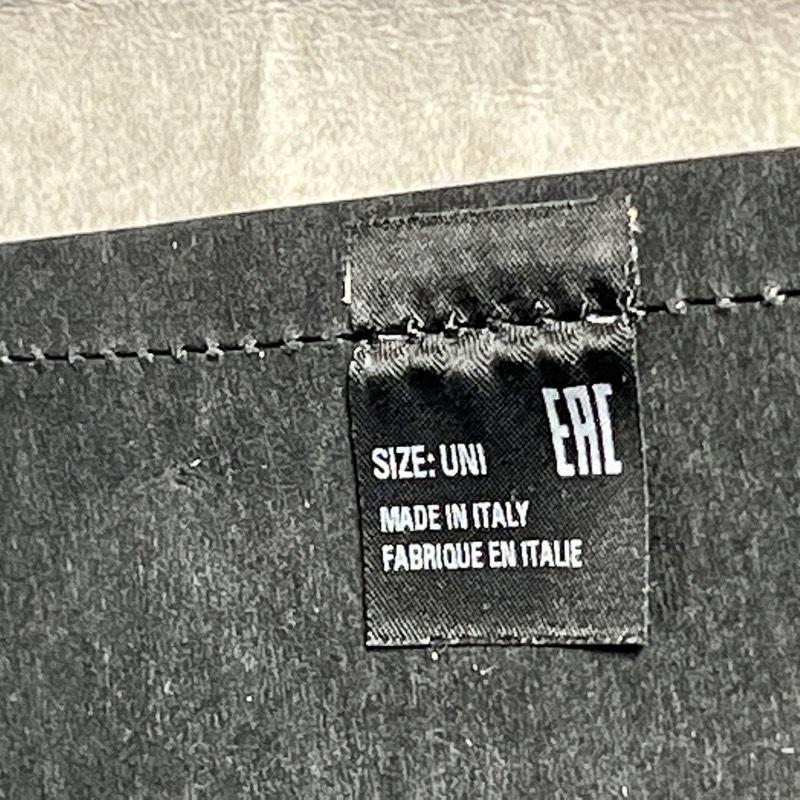 EAC
SIZE: UNI
MADE IN ITALY
FABRIQUE EN ITALIE